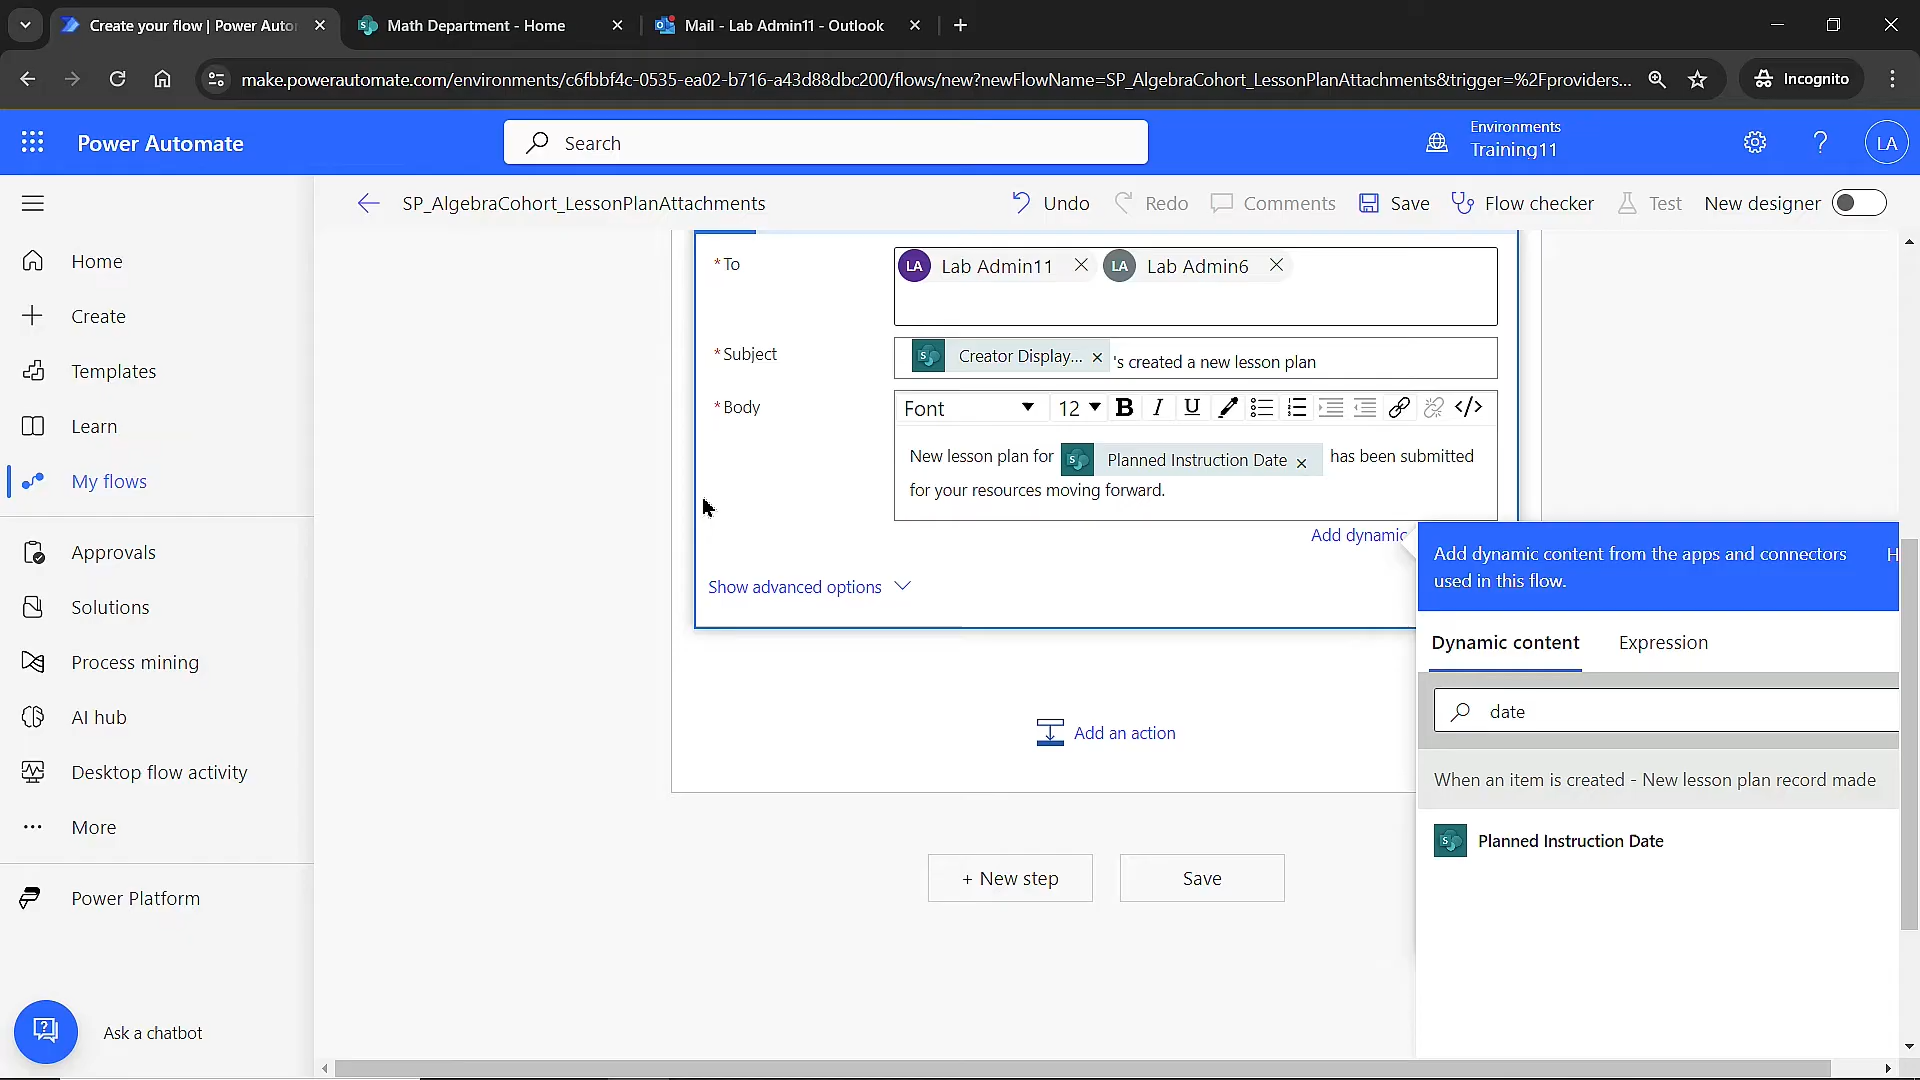 Create your flow | Power Auto
Math Department - Home
Mail - Lab Admin11 - Outlook
make.powerautomate.com/environments/c6fbbf4c-0535-ea02-b716-a43d88dbc200/flows/new?newFlowName=SP_AlgebraCohort_LessonPlanAttachments&trigger=%2Fproviders...
Incognito
Power Automate
Search
Environments
Training11
LA
SP_AlgebraCohort_LessonPlanAttachments
Undo
Redo
Comments
Save
Flow checker
Test
New designer
Home
Create
Templates
Learn
My flows
Approvals
Solutions
Process mining
AI hub
Desktop flow activity
More
Power Platform
Ask a chatbot
* To
LA Lab Admin11
LA Lab Admin6
* Subject
Creator Display... 's created a new lesson plan
* Body
Font
12
B I U </>
New lesson plan for Planned Instruction Date has been submitted
for your resources moving forward.
Add dynamic
Show advanced options
Add an action
+ New step
Save
Add dynamic content from the apps and connectors
used in this flow.
H
Dynamic content
Expression
date
When an item is created - New lesson plan record made
Planned Instruction Date